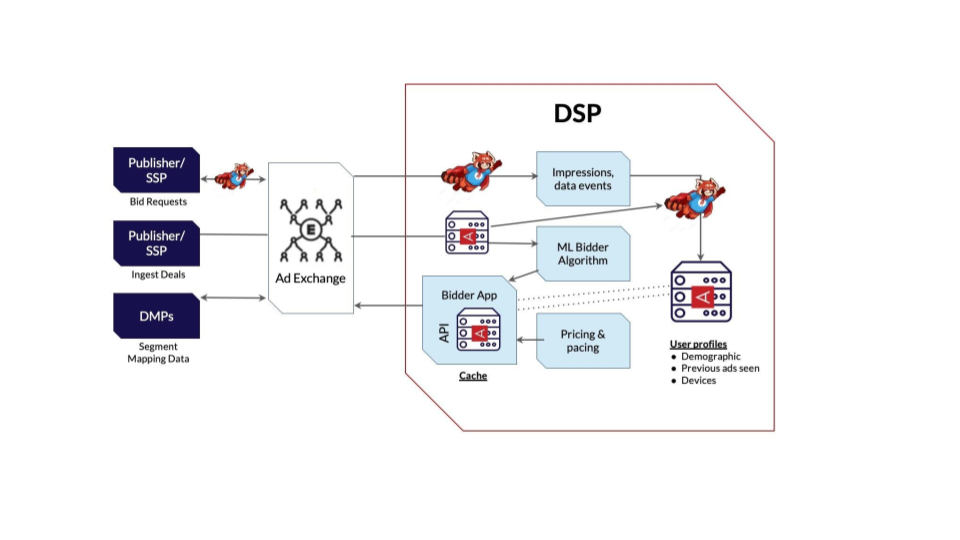 DSP
Publisher/
SSP
Bid Requests
Publisher/
SSP
Ingest Deals
DMPs
Segment
Mapping Data
E
Ad Exchange
Impressions,
data events
ML Bidder
Algorithm
Bidder App
API
Cache
Pricing &
pacing
User profiles
● Demographic
● Previous ads seen
● Devices